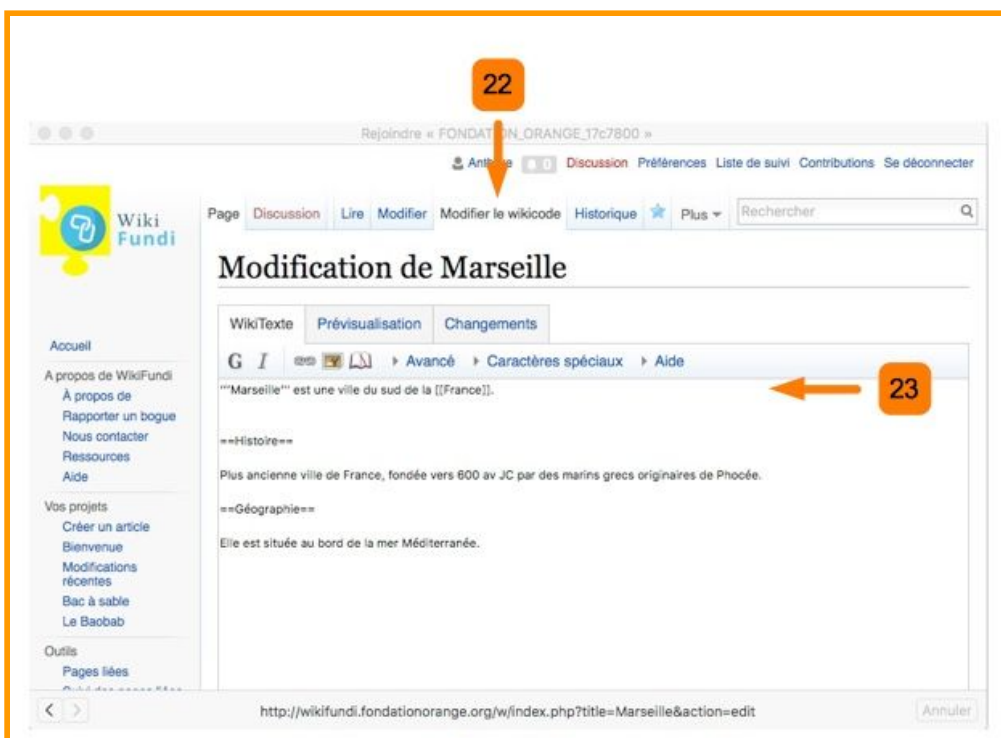 22
Rejoindre « FONDATION_ORANGE_17c7800 »
0 Discussion Préférences Liste de suivi Contributions Se déconnecter
Wiki
Fundi
Page Discussion Lire Modifier Modifier le wikicode Historique Plus Rechercher
Modification de Marseille
WikiTexte Prévisualisation Changements
G I Avancé Caractères spéciaux Aide
'''Marseille''' est une ville du sud de la [[France]].
23
==Histoire==
Plus ancienne ville de France, fondée vers 600 av JC par des marins grecs originaires de Phocée.
==Géographie==
Elle est située au bord de la mer Méditerranée.
Accueil
A propos de WikiFundi
À propos de
Rapporter un bogue
Nous contacter
Ressources
Aide
Vos projets
Créer un article
Bienvenue
Modifications
récentes
Bac à sable
Le Baobab
Outils
Pages liées
http://wikifundi.fondationorange.org/w/index.php?title=Marseille&action=edit
Annuler